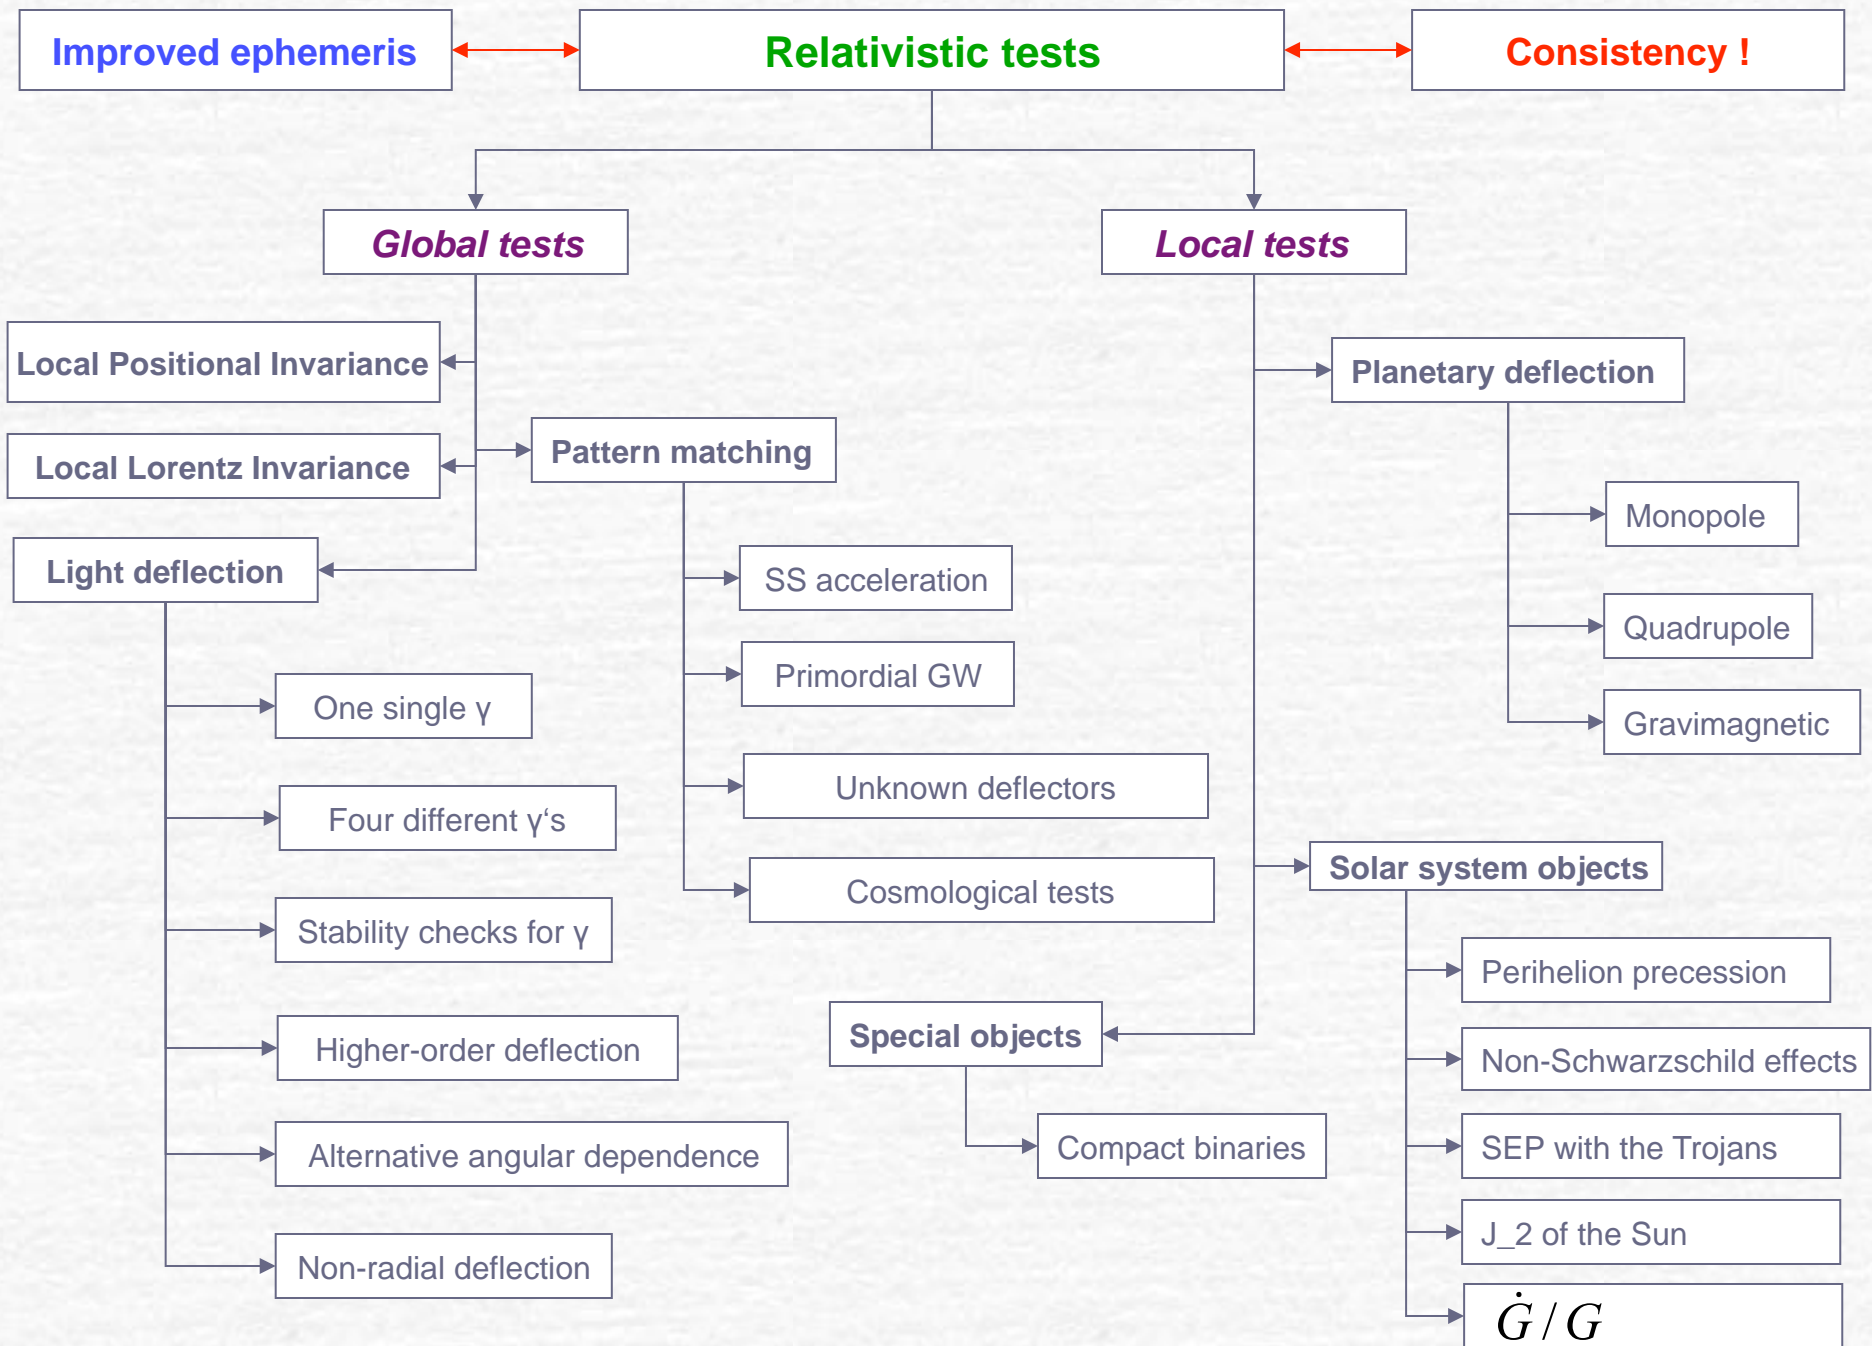 Improved ephemeris
Relativistic tests
Consistency !
Global tests
Local tests
Local Positional Invariance
Local Lorentz Invariance
Pattern matching
Light deflection
SS acceleration
Primordial GW
Unknown deflectors
Cosmological tests
One single γ
Four different γ‘s
Stability checks for γ
Higher-order deflection
Alternative angular dependence
Non-radial deflection
Planetary deflection
Monopole
Quadrupole
Gravimagnetic
Solar system objects
Perihelion precession
Non-Schwarzschild effects
SEP with the Trojans
J_2 of the Sun
Ġ / G
Special objects
Compact binaries